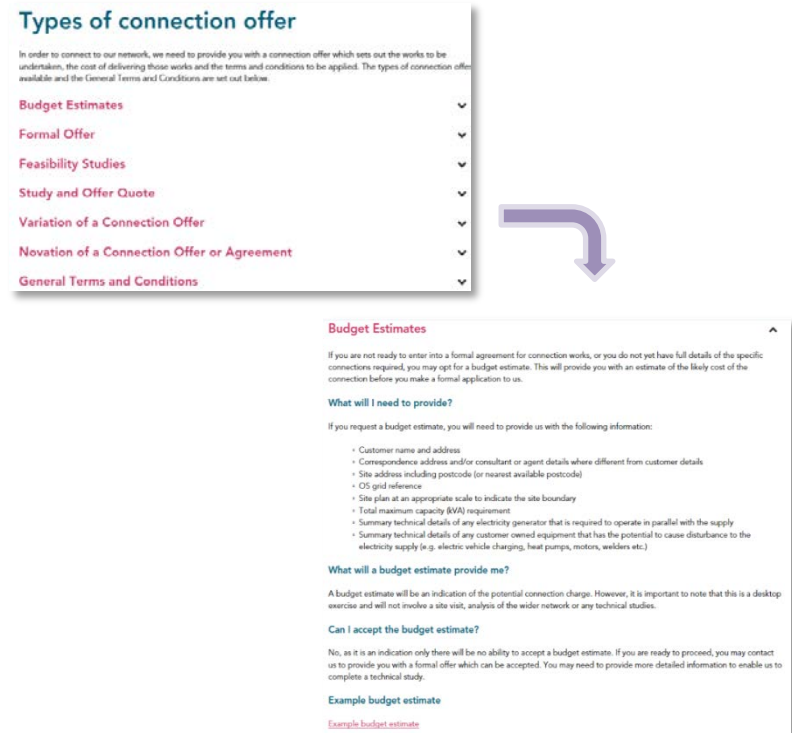 Types of connection offer
In order to connect to our network, we need to provide you with a connection offer which sets out the works to be
undertaken, the cost of delivering those works and the terms and conditions to be applied. The types of connection offer
available and the General Terms and Conditions are set out below.
Budget Estimates
Formal Offer
Feasibility Studies
Study and Offer Quote
Variation of a Connection Offer
Novation of a Connection Offer or Agreement
General Terms and Conditions
Budget Estimates
If you are not ready to enter into a formal agreement for connection works, or you do not yet have full details of the specific
connections required, you may opt for a budget estimate. This will provide you with an estimate of the likely cost of the
connection before you make a formal application to us.
What will I need to provide?
If you request a budget estimate, you will need to provide us with the following information:
◦ Customer name and address
◦ Correspondence address and/or consultant or agent details where different from customer details
◦ Site address including postcode (or nearest available postcode)
◦ OS grid reference
◦ Site plan at an appropriate scale to indicate the site boundary
◦ Total maximum capacity (kVA) requirement
◦ Summary technical details of any electricity generator that is required to operate in parallel with the supply
◦ Summary technical details of any customer owned equipment that has the potential to cause disturbance to the
electricity supply (e.g. electric vehicle charging, heat pumps, motors, welders etc.)
What will a budget estimate provide me?
A budget estimate will be an indication of the potential connection charge. However, it is important to note that this is a desktop
exercise and will not involve a site visit, analysis of the wider network or any technical studies.
Can I accept the budget estimate?
No, as it is an indication only there will be no ability to accept a budget estimate. If you are ready to proceed, you may contact
us to provide you with a formal offer which can be accepted. You may need to provide more detailed information to enable us to
complete a technical study.
Example budget estimate
Example budget estimate